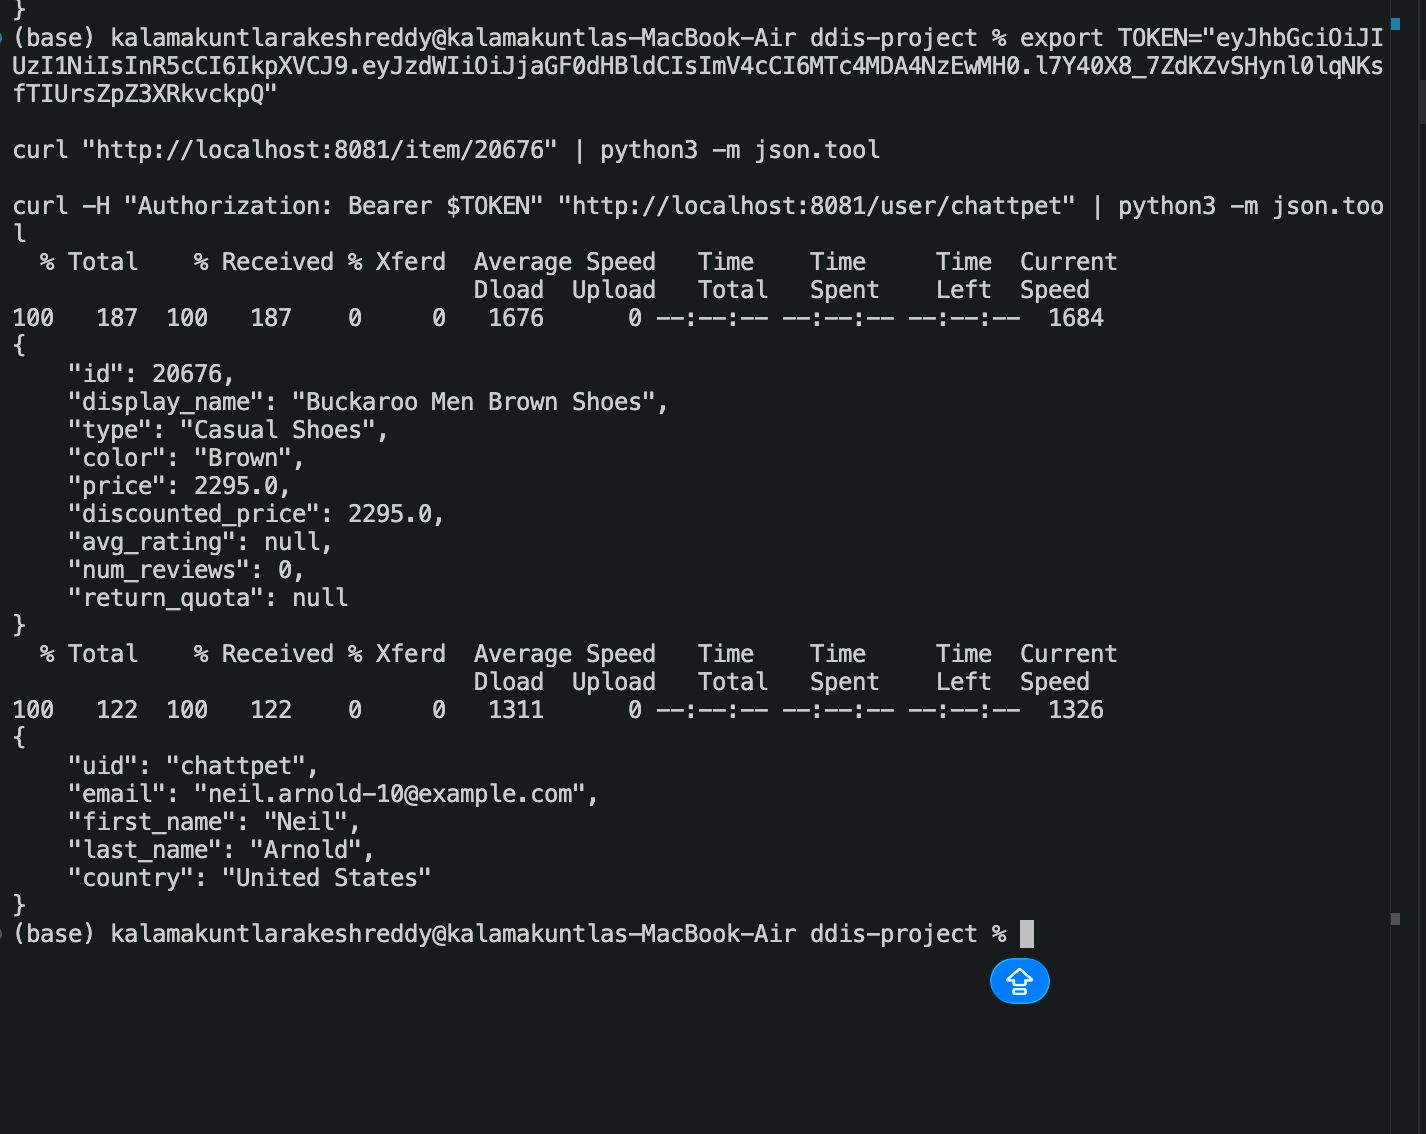 }
(base) kalamakuntlarakeshreddy@kalamakuntlas-MacBook-Air ddis-project % export TOKEN="eyJhbGciOiJI
UzI1NiIsInR5cCI6IkpXVCJ9.eyJzdWIiOiJjaGF0dHBldCIsImV4cCI6MTc4MDA4NzEwMH0.l7Y40X8_7ZdKZvSHynl0lqNKs
fTIUrsZpZ3XRkvckpQ"
curl "http://localhost:8081/item/20676" | python3 -m json.tool
curl -H "Authorization: Bearer $TOKEN" "http://localhost:8081/user/chattpet" | python3 -m json.too
l
% Total % Received % Xferd Average Speed Time Time Time Current
Dload Upload Total Spent Left Speed
100 187 100 187 0 0 1676 0 --:--:-- --:--:-- --:--:-- 1684
{
"id": 20676,
"display_name": "Buckaroo Men Brown Shoes",
"type": "Casual Shoes",
"color": "Brown",
"price": 2295.0,
"discounted_price": 2295.0,
"avg_rating": null,
"num_reviews": 0,
"return_quota": null
}
% Total % Received % Xferd Average Speed Time Time Time Current
Dload Upload Total Spent Left Speed
100 122 100 122 0 0 1311 0 --:--:-- --:--:-- --:--:-- 1326
{
"uid": "chattpet",
"email": "neil.arnold-10@example.com",
"first_name": "Neil",
"last_name": "Arnold",
"country": "United States"
}
(base) kalamakuntlarakeshreddy@kalamakuntlas-MacBook-Air ddis-project %